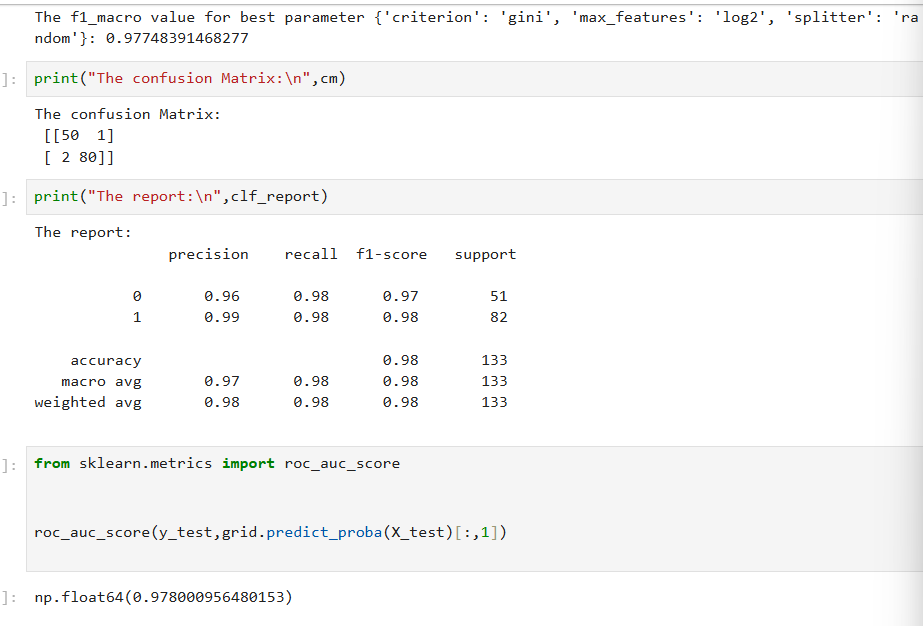 The f1_macro value for best parameter {'criterion': 'gini', 'max_features': 'log2', 'splitter': 'ra
ndom'}: 0.97748391468277
]: print("The confusion Matrix:\n",cm)
The confusion Matrix:
[[50  1]
[ 2 80]]
]: print("The report:\n",clf_report)
The report:
precision    recall  f1-score   support
0       0.96      0.98      0.97        51
1       0.99      0.98      0.98        82
accuracy                           0.98       133
macro avg       0.97      0.98      0.98       133
weighted avg       0.98      0.98      0.98       133
]: from sklearn.metrics import roc_auc_score
roc_auc_score(y_test,grid.predict_proba(X_test)[:,1])
]: np.float64(0.978000956480153)